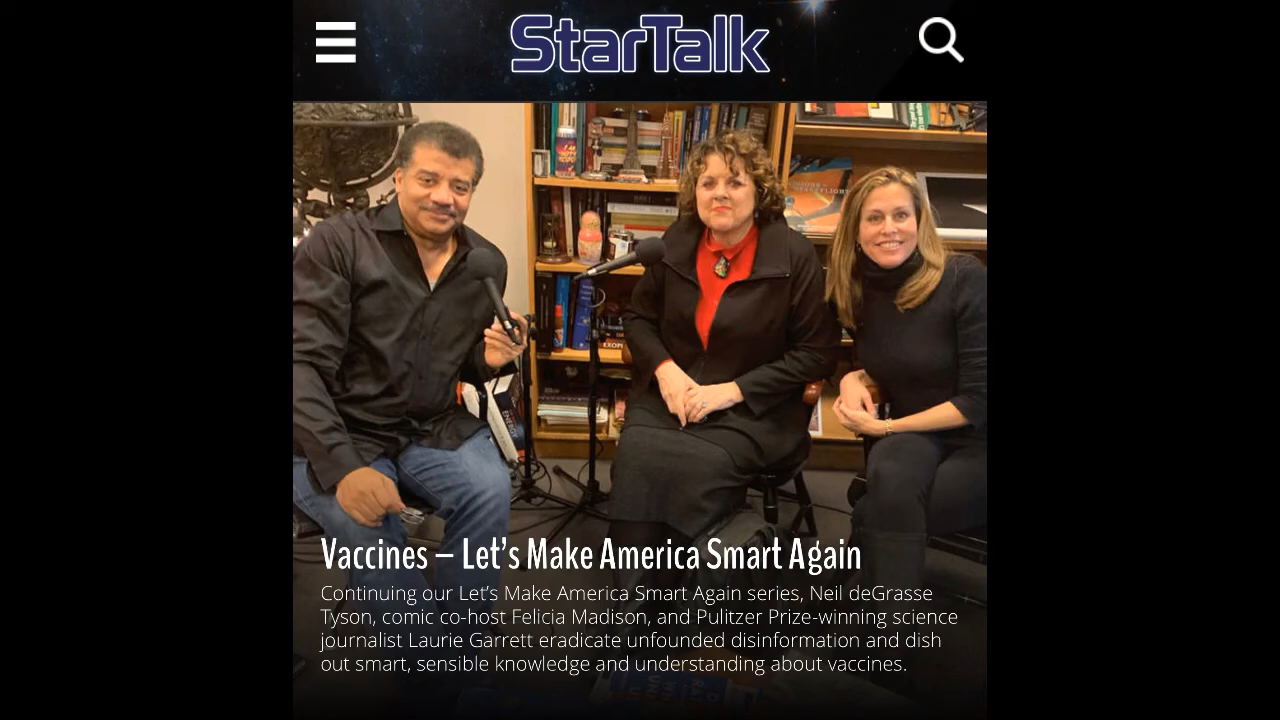 StarTalk
Vaccines – Let's Make America Smart Again
Continuing our Let's Make America Smart Again series, Neil deGrasse
Tyson, comic co-host Felicia Madison, and Pulitzer Prize-winning science
journalist Laurie Garrett eradicate unfounded disinformation and dish
out smart, sensible knowledge and understanding about vaccines.